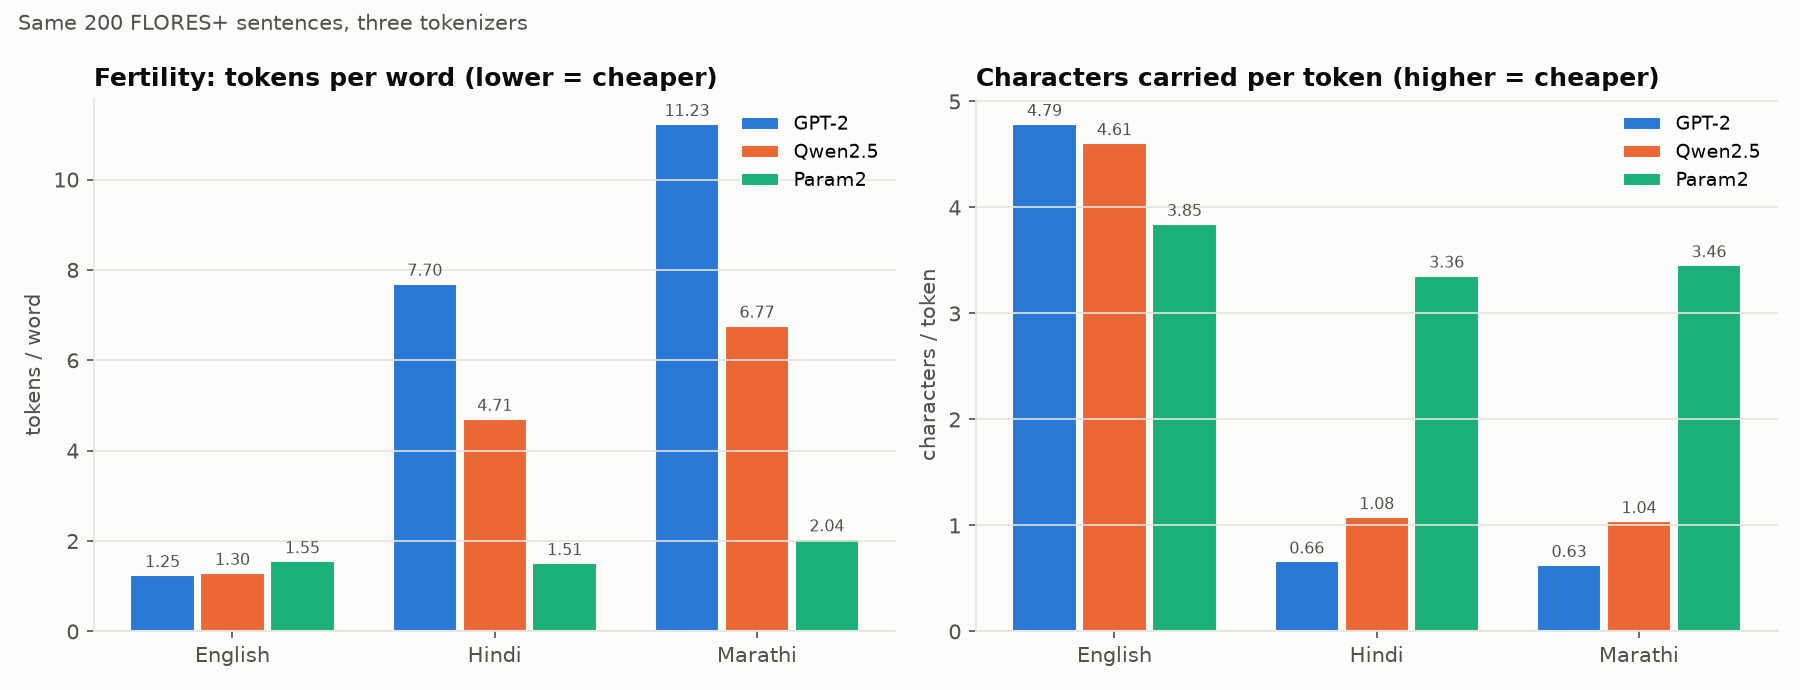 Same 200 FLORES+ sentences, three tokenizers
Fertility: tokens per word (lower = cheaper)
tokens / word
10
8
6
4
2
0
11.23
7.70
6.77
4.71
2.04
1.25
1.30
1.55
1.51
GPT-2
Qwen2.5
Param2
English
Hindi
Marathi
Characters carried per token (higher = cheaper)
characters / token
5
4
3
2
1
0
4.79
4.61
3.85
3.36
3.46
0.66
1.08
0.63
1.04
GPT-2
Qwen2.5
Param2
English
Hindi
Marathi